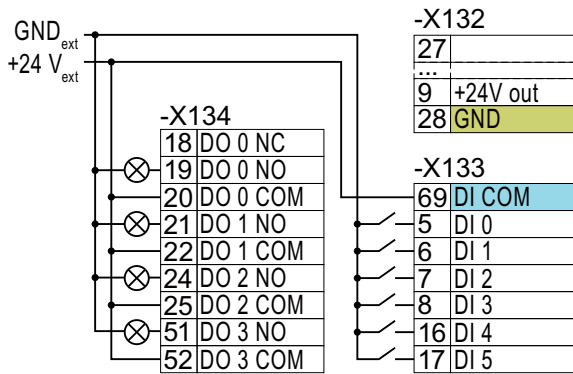 GNDext
+24 Vext
-X132
27
...
9 +24V out
28 GND
-X134
18 DO 0 NC
19 DO 0 NO
20 DO 0 COM
21 DO 1 NO
22 DO 1 COM
24 DO 2 NO
25 DO 2 COM
51 DO 3 NO
52 DO 3 COM
-X133
69 DI COM
5 DI 0
6 DI 1
7 DI 2
8 DI 3
16 DI 4
17 DI 5